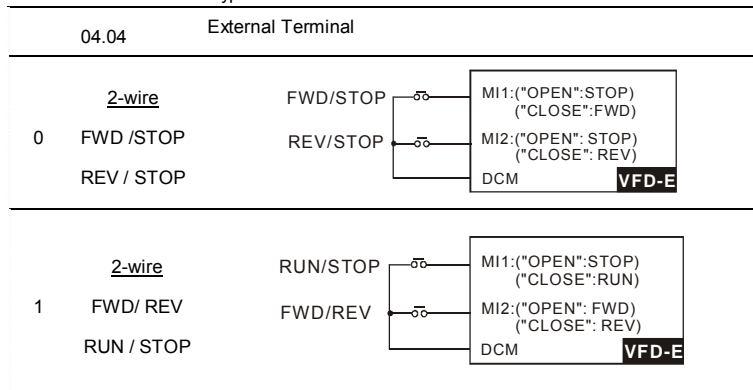 04.04 External Terminal
2-wire
0 FWD /STOP
REV / STOP
FWD/STOP
REV/STOP
MI1:("OPEN":STOP)
("CLOSE":FWD)
MI2:("OPEN": STOP)
("CLOSE": REV)
DCM VFD-E
2-wire
1 FWD/ REV
RUN / STOP
RUN/STOP
FWD/REV
MI1:("OPEN":STOP)
("CLOSE":RUN)
MI2:("OPEN": FWD)
("CLOSE": REV)
DCM VFD-E